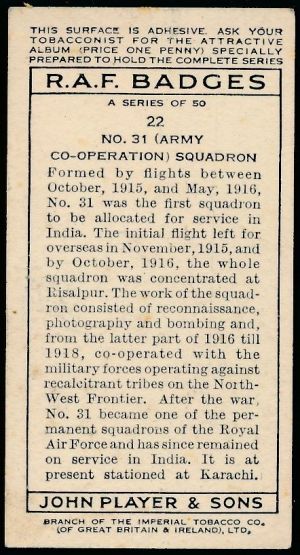 THIS SURFACE IS ADHESIVE. ASK YOUR
TOBACCONIST FOR THE ATTRACTIVE
ALBUM (PRICE ONE PENNY) SPECIALLY
PREPARED TO HOLD THE COMPLETE SERIES
R.A.F. BADGES
A SERIES OF 50
22
NO. 31 (ARMY
CO-OPERATION) SQUADRON
Formed by flights between
October, 1915, and May, 1916,
No. 31 was the first squadron
to be allocated for service in
India. The initial flight left for
overseas in November, 1915, and
by October, 1916, the whole
squadron was concentrated at
Risalpur. The work of the squad-
ron consisted of reconnaissance,
photography and bombing and,
from the latter part of 1916 till
1918, co-operated with the
military forces operating against
recalcitrant tribes on the North-
West Frontier. After the war,
No. 31 became one of the per-
manent squadrons of the Royal
Air Force and has since remained
on service in India. It is at
present stationed at Karachi.
JOHN PLAYER & SONS
BRANCH OF THE IMPERIAL TOBACCO CO.
(OF GREAT BRITAIN & IRELAND), LTD.